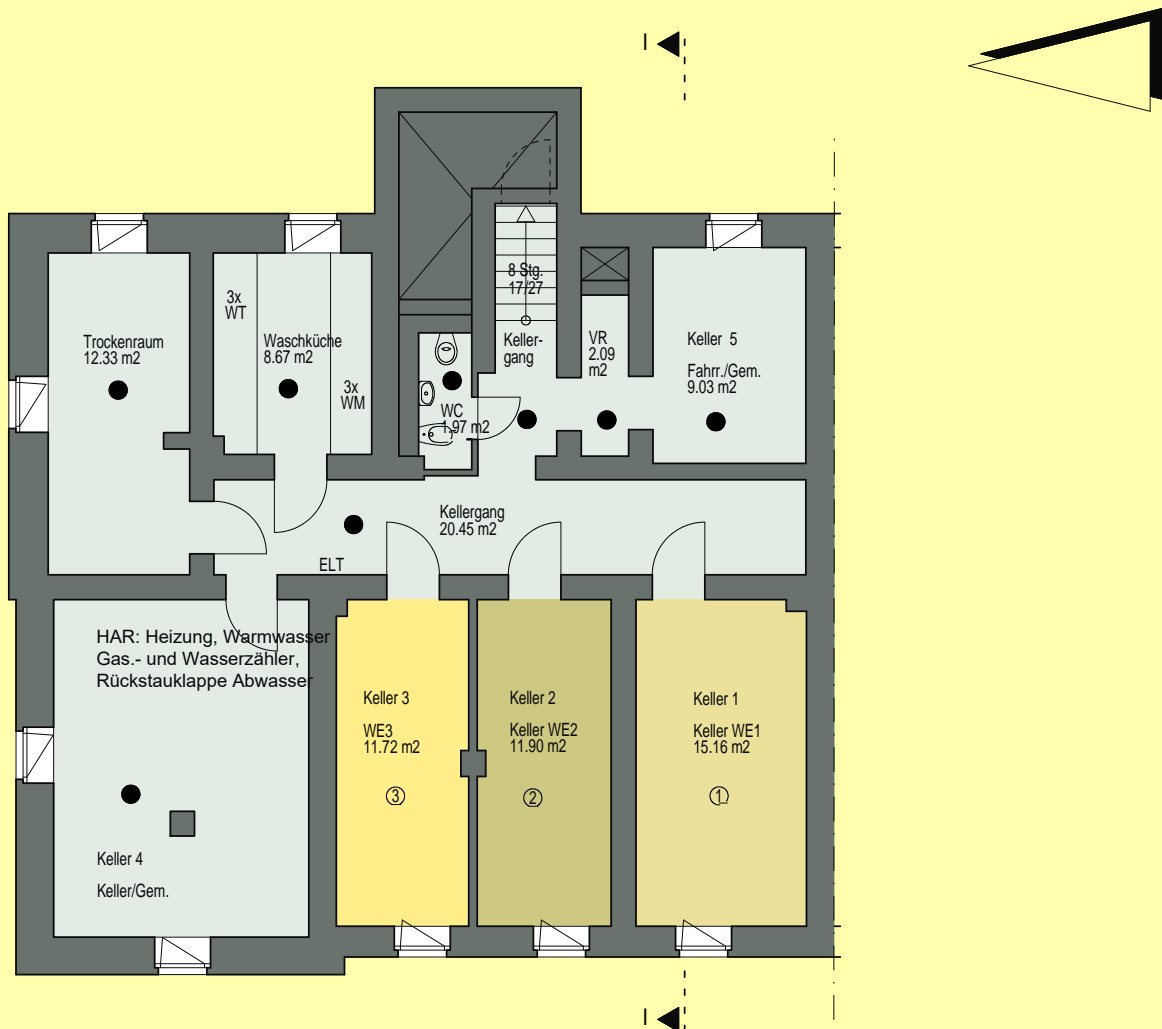 I
8 Stg.
17/27
3x
WT
Trockenraum
12.33 m2
Waschküche
8.67 m2
3x
WM
Keller-
gang
WC
1.97 m2
VR
2.09
m2
Keller 5
Fahrr./Gem.
9.03 m2
Kellergang
20.45 m2
ELT
HAR: Heizung, Warmwasser
Gas.- und Wasserzähler,
Rückstauklappe Abwasser
Keller 4
Keller/Gem.
Keller 3
WE3
11.72 m2
3
Keller 2
Keller WE2
11.90 m2
2
Keller 1
Keller WE1
15.16 m2
1
I